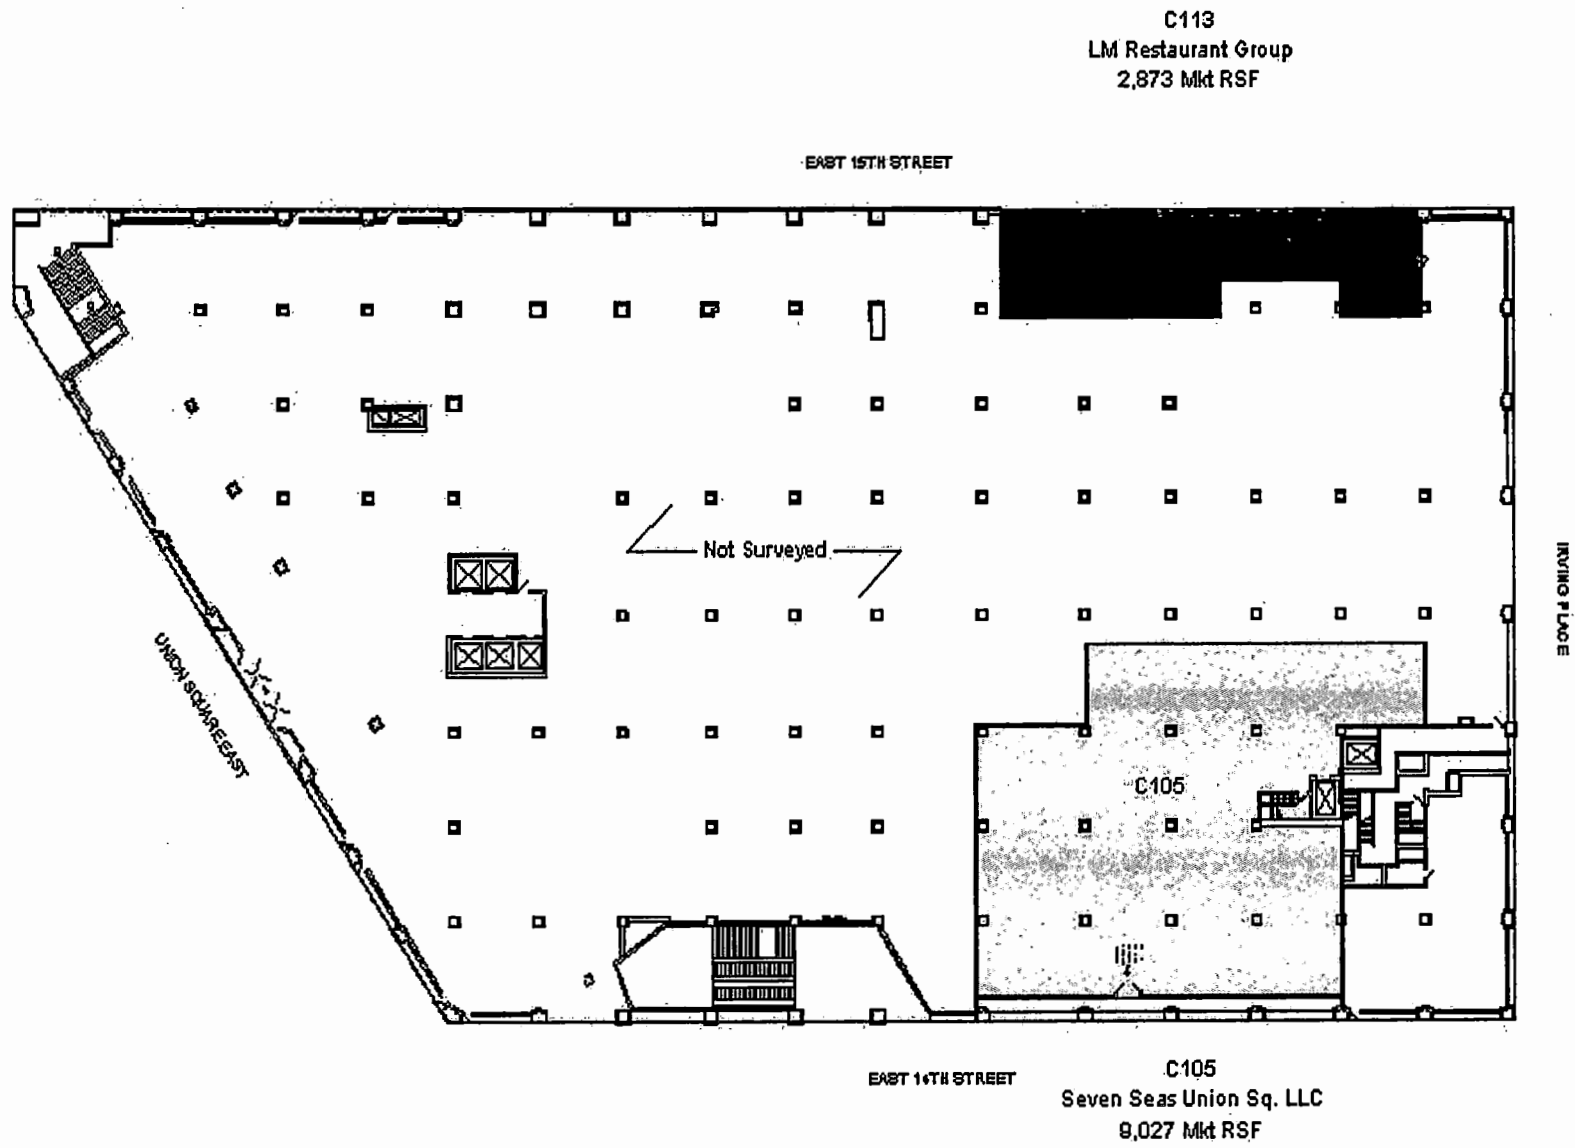 C113
LM Restaurant Group
2,873 Mkt RSF
EAST 15TH STREET
Not Surveyed
IRVING PLACE
UNION SQUARE EAST
C105
EAST 14TH STREET
C105
Seven Seas Union Sq. LLC
9,027 Mkt RSF